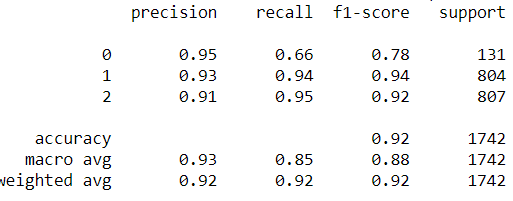 precision recall f1-score support
0 0.95 0.66 0.78 131
1 0.93 0.94 0.94 804
2 0.91 0.95 0.92 807
accuracy 0.92 1742
macro avg 0.93 0.85 0.88 1742
weighted avg 0.92 0.92 0.92 1742